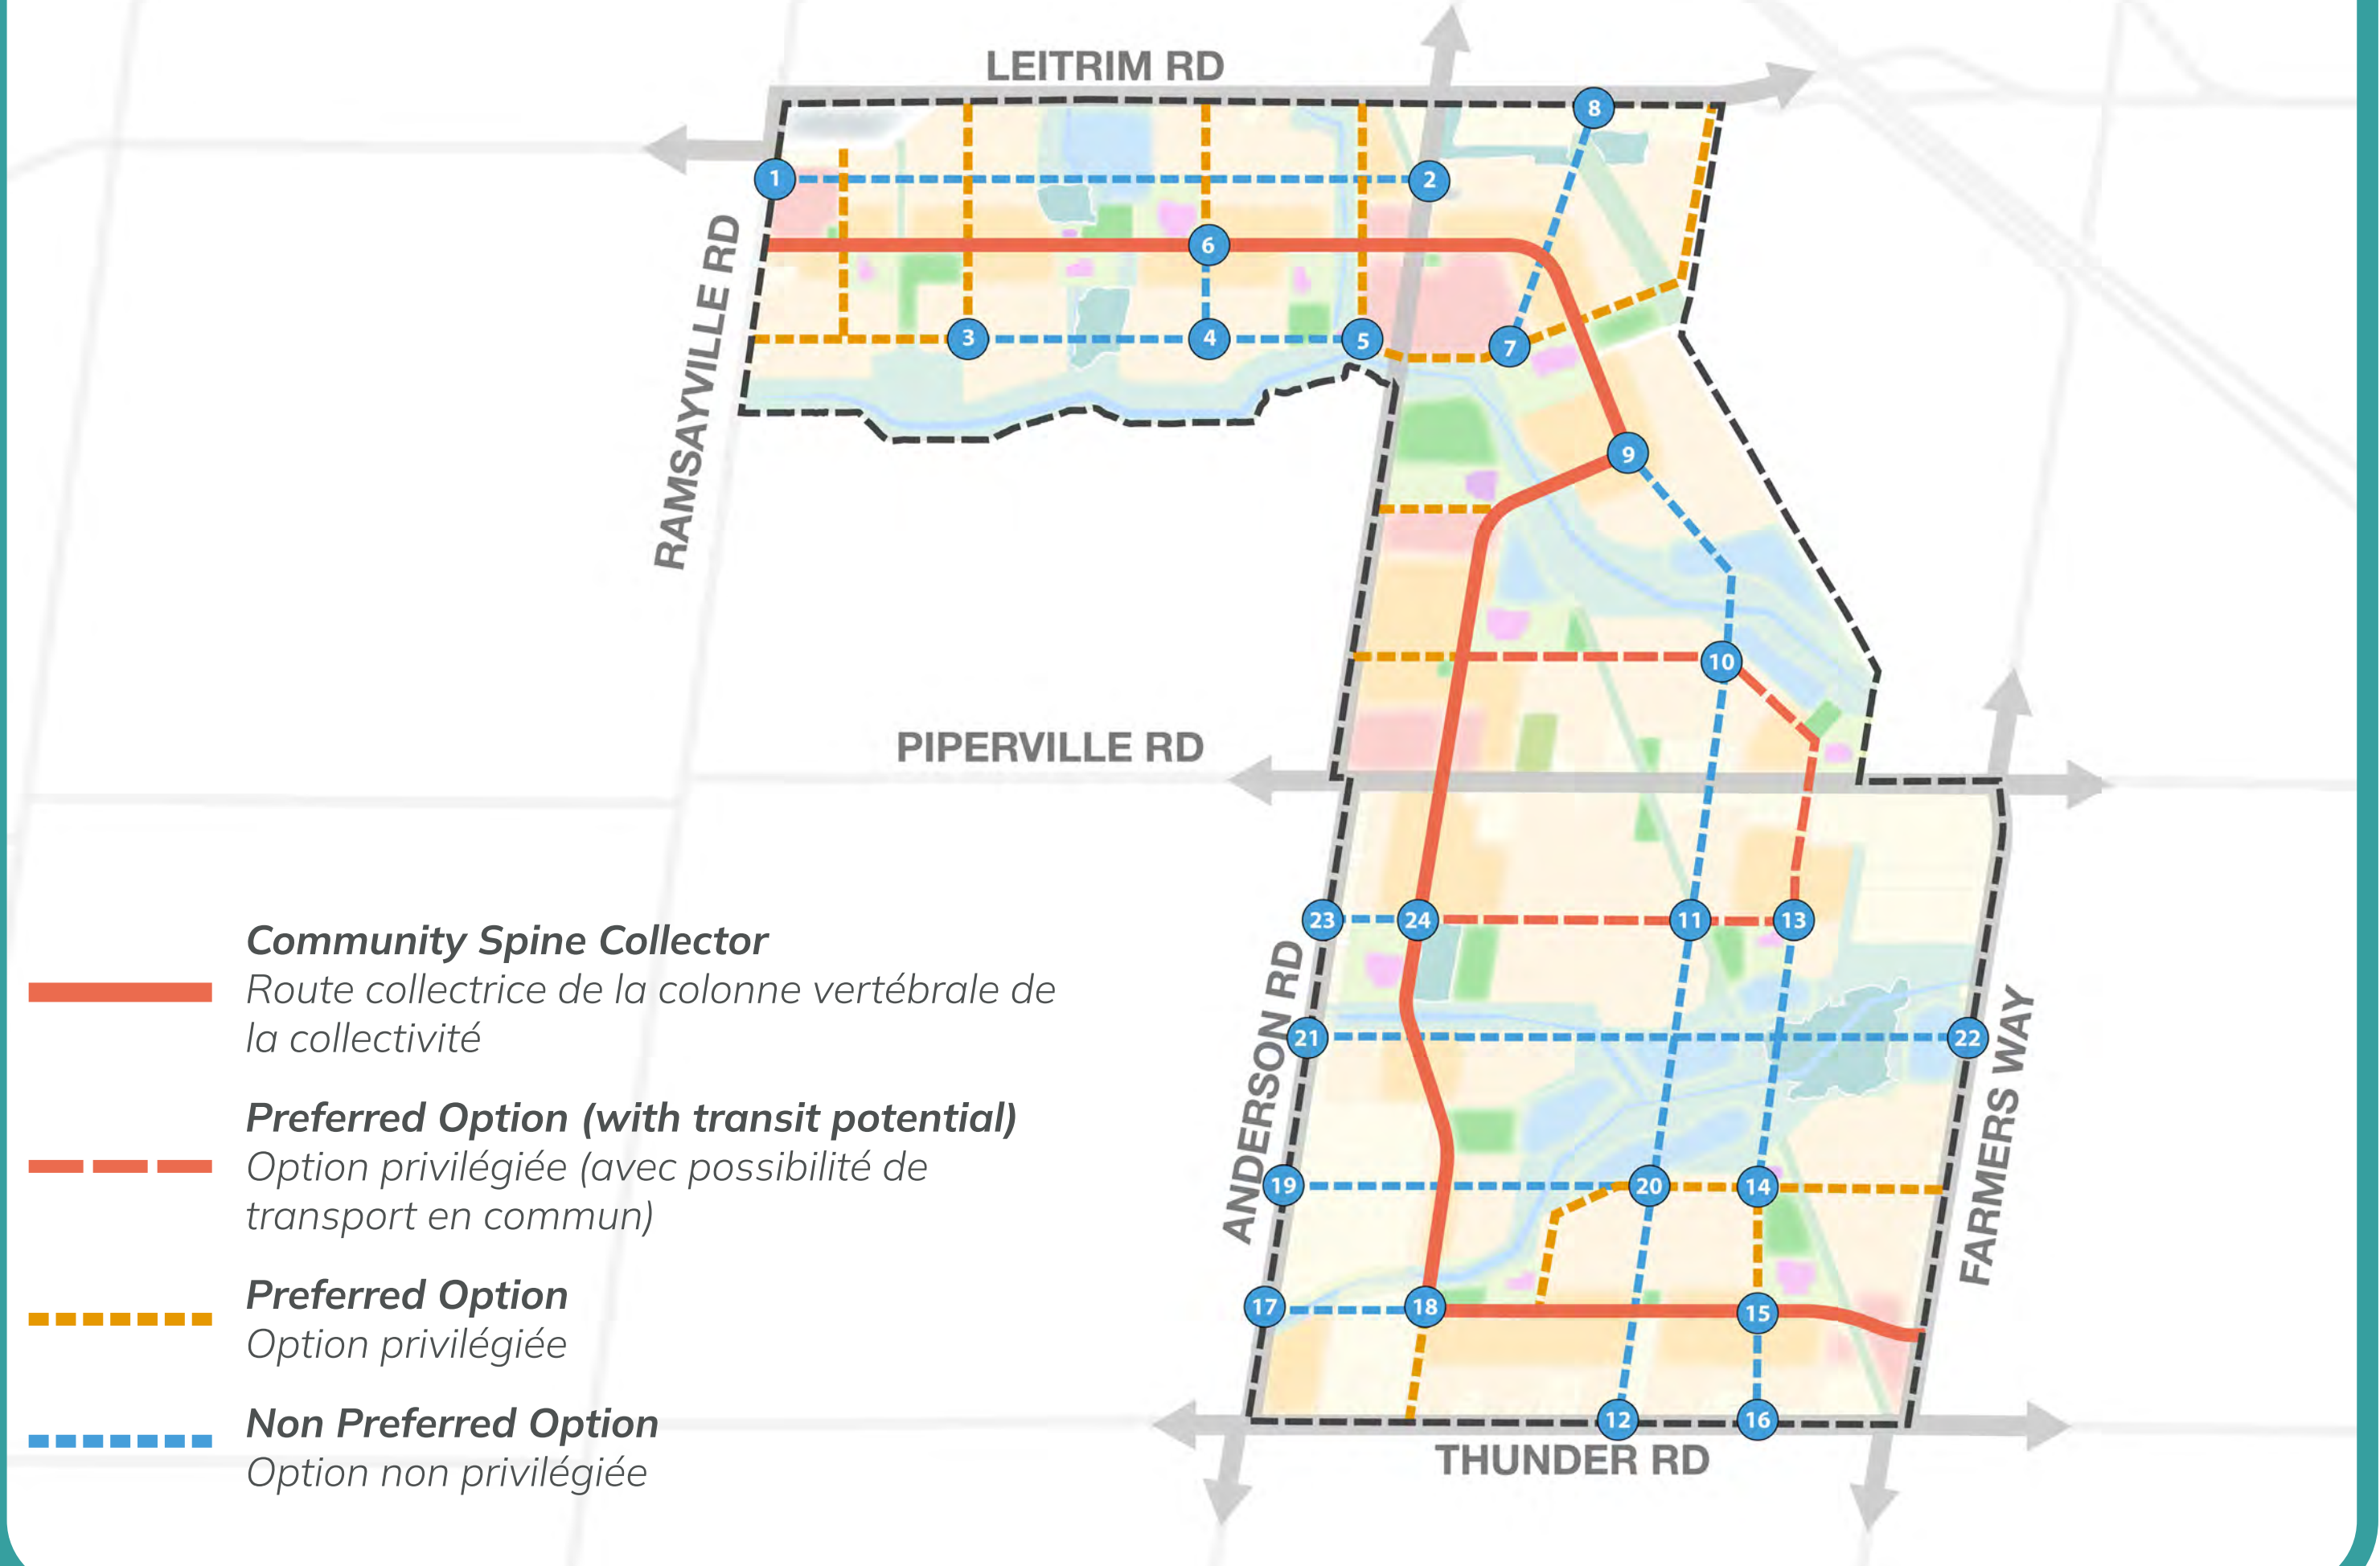 LEITRIM RD
8
1
2
RAMSAYVILLE RD
6
3
4
5
7
9
10
PIPERVILLE RD
23
24
11
13
Community Spine Collector
Route collectrice de la colonne vertébrale de
la collectivité
ANDERSON RD
21
22
FARMERS WAY
Preferred Option (with transit potential)
Option privilégiée (avec possibilité de
transport en commun)
19
20
14
Preferred Option
Option privilégiée
17
18
15
Non Preferred Option
Option non privilégiée
12
16
THUNDER RD